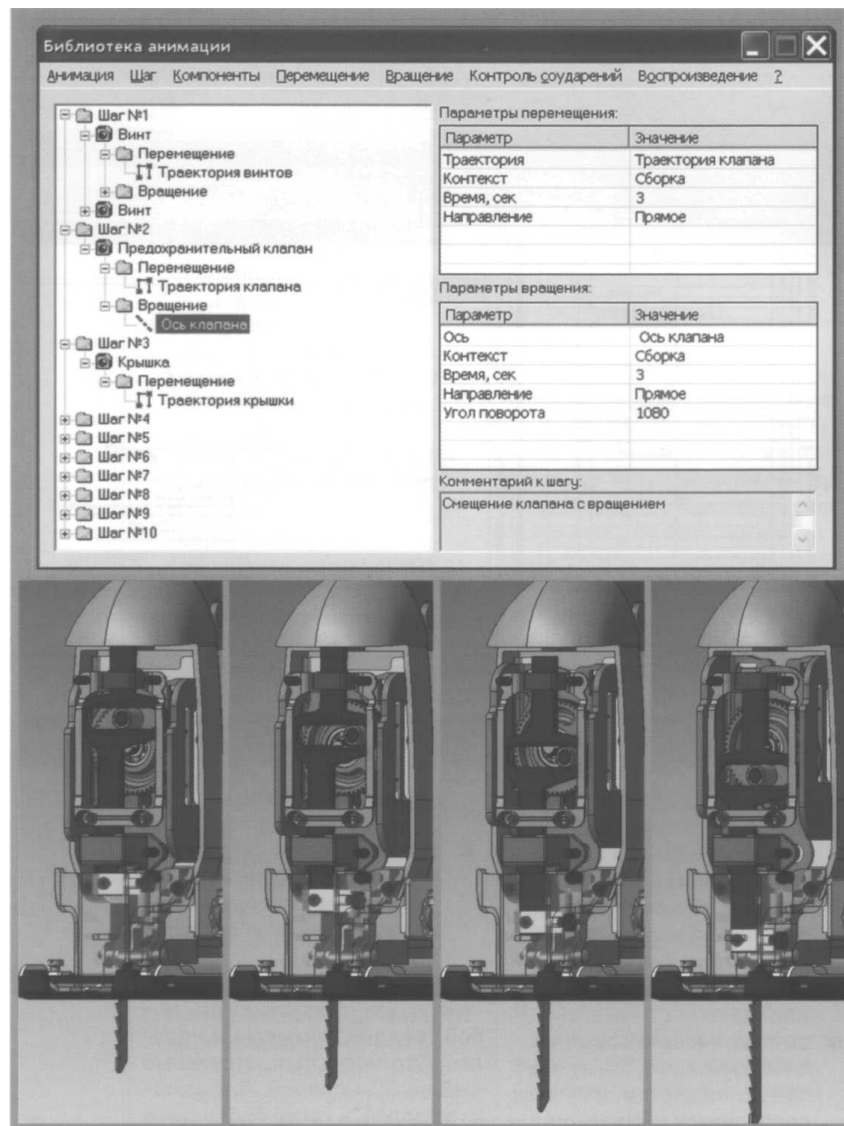 Библиотека анимации
Анимация Шаг Компоненты Перемещение Вращение Контроль соударений Воспроизведение ?
Шаг №1
Винт
Перемещение
Траектория винтов
Вращение
Винт
Шаг №2
Предохранительный клапан
Перемещение
Траектория клапана
Вращение
Ось клапана
Шаг №3
Крышка
Перемещение
Траектория крышки
Шаг №4
Шаг №5
Шаг №6
Шаг №7
Шаг №8
Шаг №9
Шаг №10
Параметры перемещения:
Параметр Значение
Траектория Траектория клапана
Контекст Сборка
Время, сек 3
Направление Прямое
Параметры вращения:
Параметр Значение
Ось Ось клапана
Контекст Сборка
Время, сек 3
Направление Прямое
Угол поворота 1080
Комментарий к шагу:
Смещение клапана с вращением